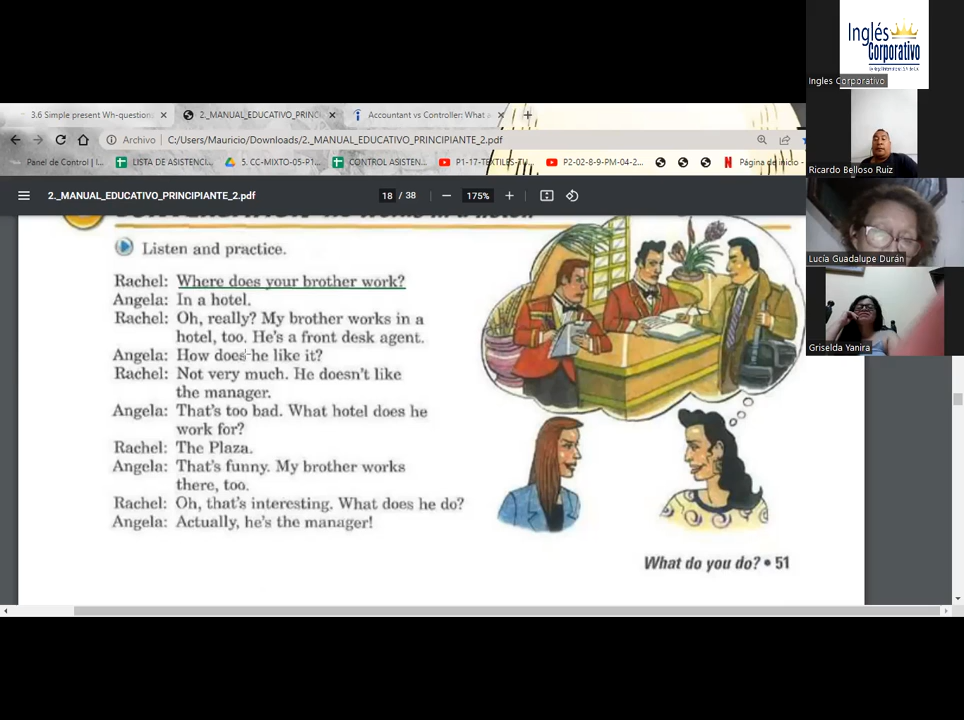 Inglés
Corporativo
Ingles Corporativo
3.6 Simple present Wh-question
2._MANUAL_EDUCATIVO_PRINCI
Accountant vs Controller: What
Archivo
C:/Users/Mauricio/Downloads/2._MANUAL_EDUCATIVO_PRINCIPIANTE_2.pdf
Panel de Control | I...
LISTA DE ASISTENCI...
5. CC-MIXTO-05-P1...
CONTROL ASISTEN...
P1-17-TEXTILES-TU...
P2-02-8-9-PM-04-2...
Página de inicio -
Ricardo Belloso Ruiz
2._MANUAL_EDUCATIVO_PRINCIPIANTE_2.pdf
18 / 38
175%
Listen and practice.
Rachel: Where does your brother work?
Angela: In a hotel.
Rachel: Oh, really? My brother works in a
hotel, too. He's a front desk agent.
Angela: How does he like it?
Rachel: Not very much. He doesn't like
the manager.
Angela: That's too bad. What hotel does he
work for?
Rachel: The Plaza.
Angela: That's funny. My brother works
there, too.
Rachel: Oh, that's interesting. What does he do?
Angela: Actually, he's the manager!
What do you do? • 51
Lucía Guadalupe Durán
Griselda Yanira